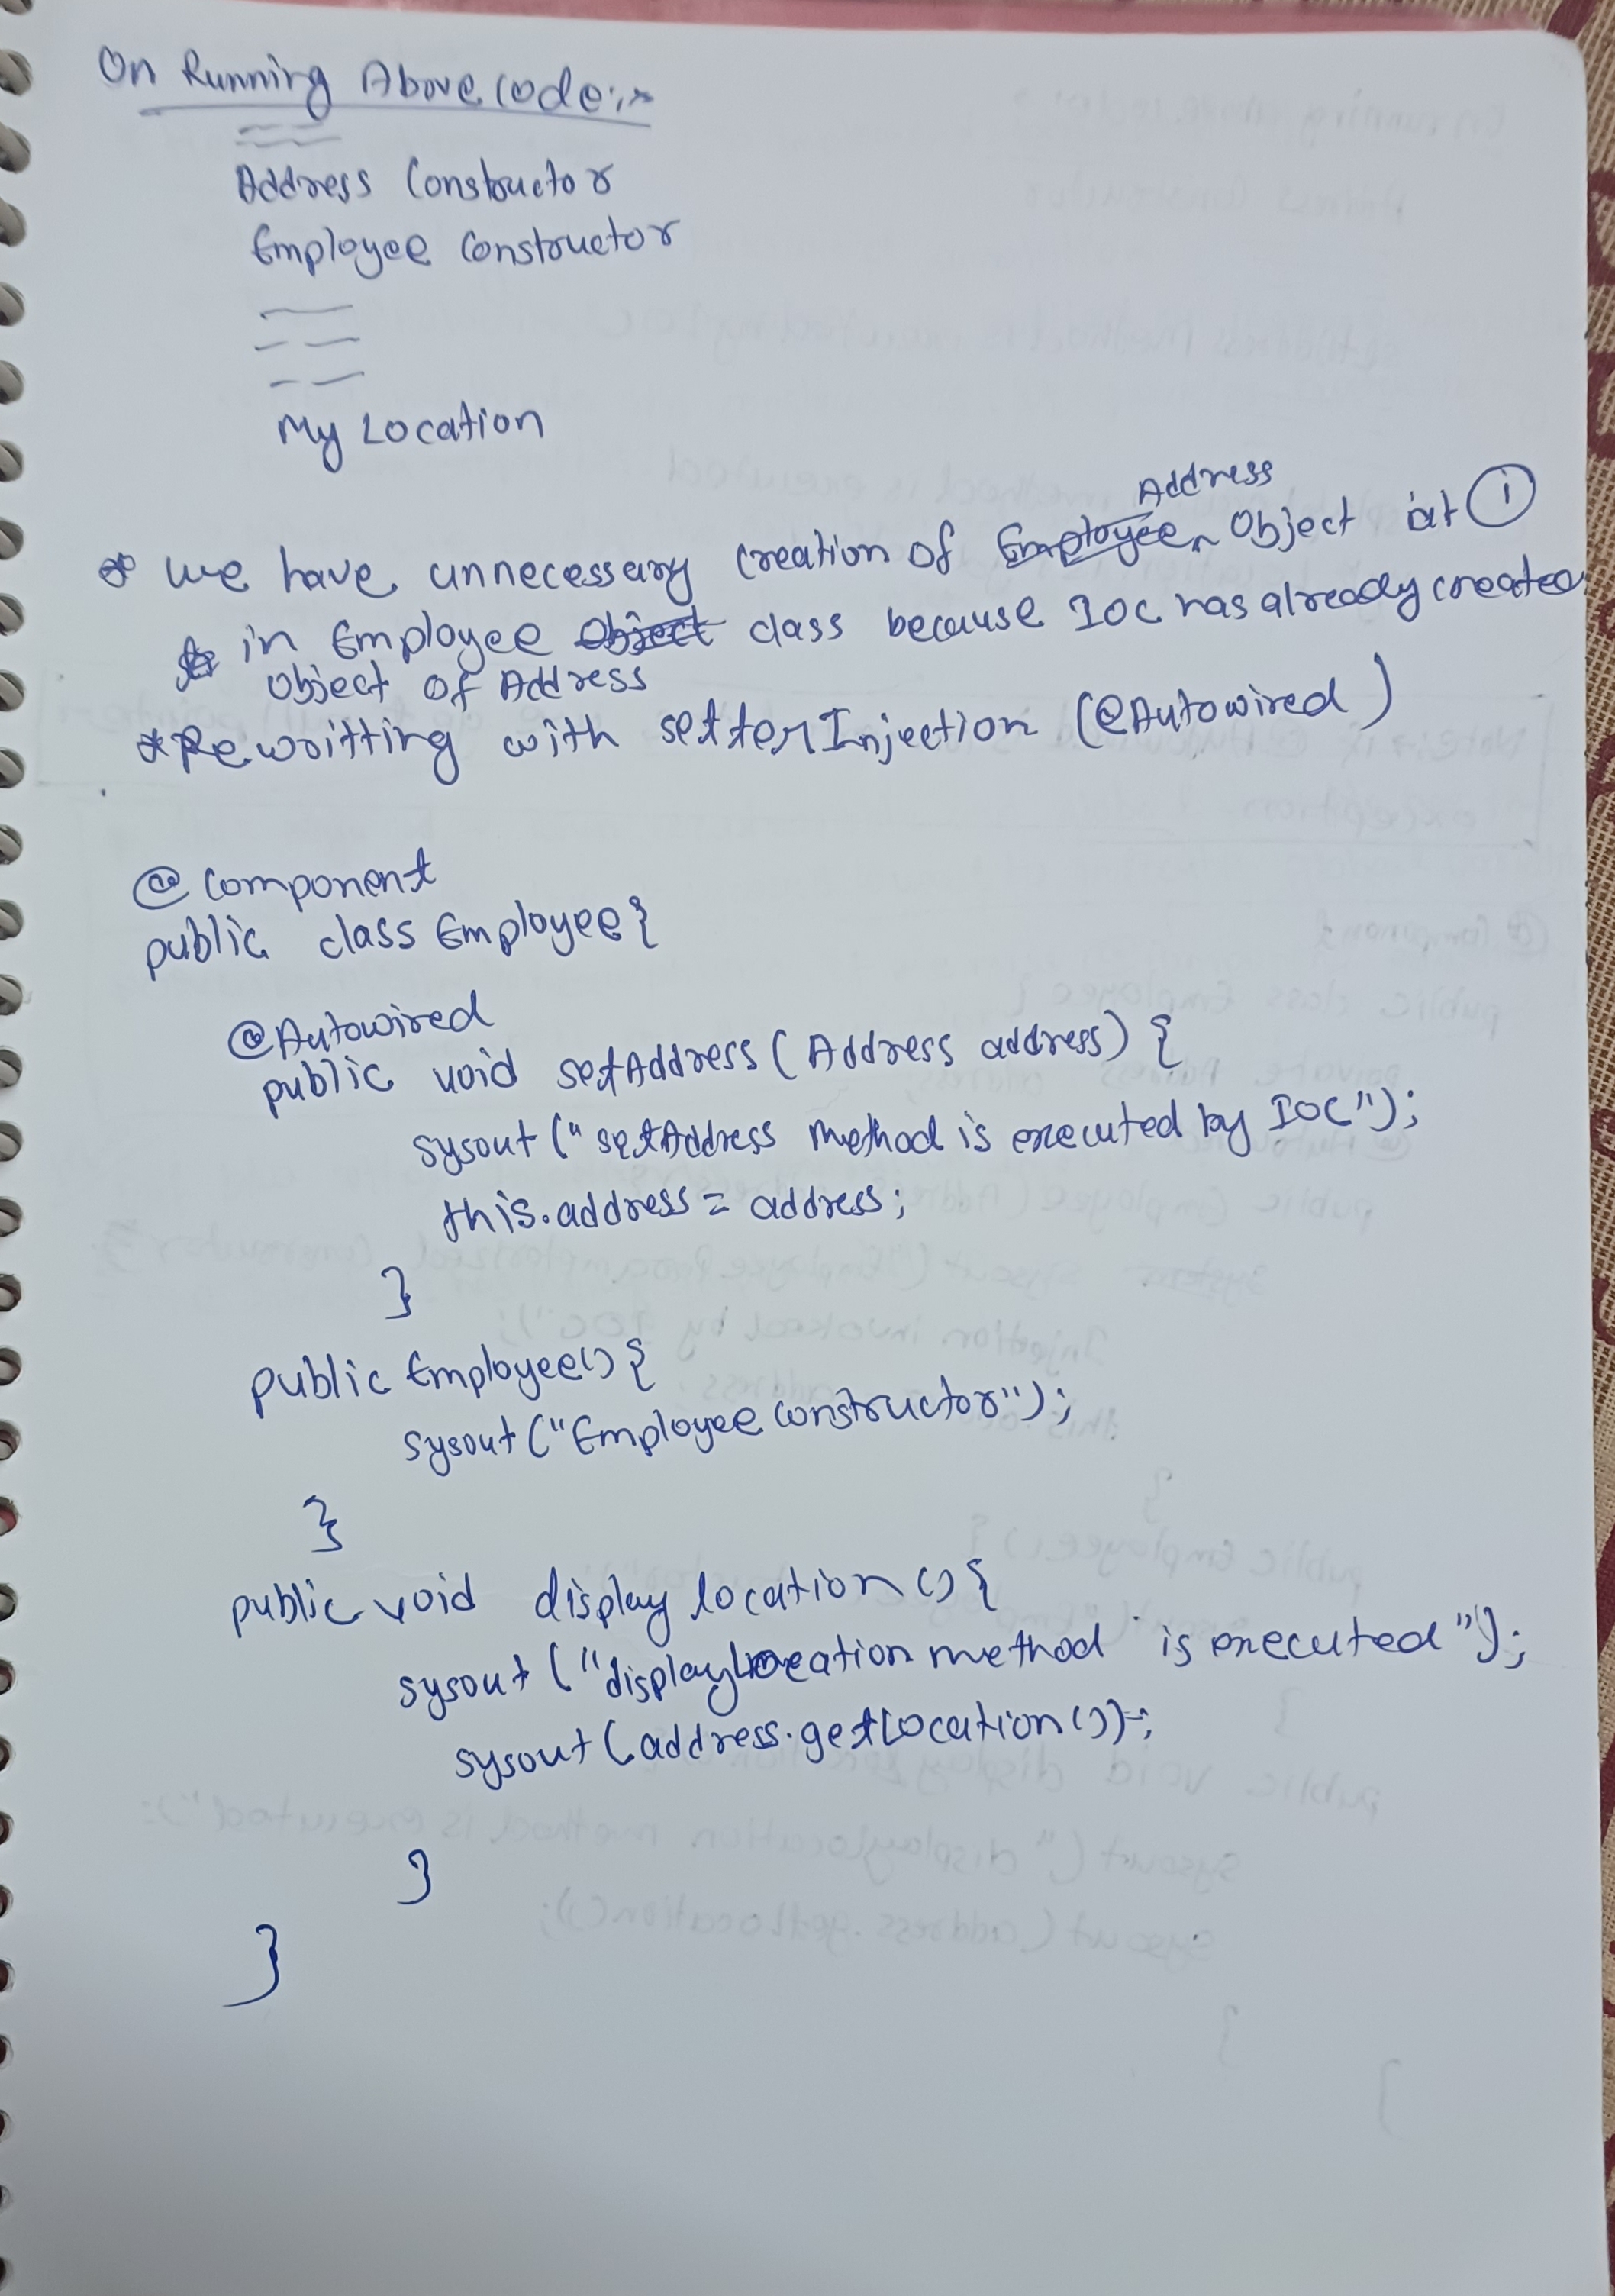 On Running Above code:-
Address Constructor
Employee Constructor
My Location
Address
* We have unnecessary creation of Employee Object at ①
in Employee Object class because IOC has already created
Object of Address
* Rewritting with setterInjection (@Autowired)
@Component
public class Employee{
@Autowired
public void setAddress(Address address) {
sysout("setAddress Method is executed by IOC");
this.address = address;
}
public Employee() {
sysout("Employee constructor");
}
public void display location () {
sysout ("displayLocation method is executed");
sysout (address.getLocation());
}
}